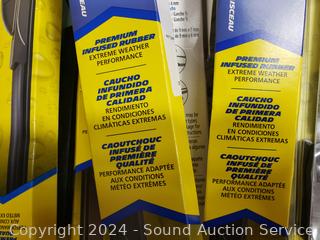 PREMIUM
INFUSED RUBBER
EXTREME WEATHER
PERFORMANCE
CAUCHO
INFUNDIDO
DE PRIMERA
CALIDAD
RENDIMIENTO
EN CONDICIONES
CLIMÁTICAS EXTREMAS
CAOUTCHOUC
INFUSÉ DE
PREMIÈRE
QUALITÉ
PERFORMANCE ADAPTÉE
AUX CONDITIONS
MÉTÉO EXTRÊMES
PREMIUM
INFUSED RUBBER
EXTREME WEATHER
PERFORMANCE
CAUCHO
INFUNDIDO
DE PRIMERA
CALIDAD
RENDIMIENTO
EN CONDICIONES
CLIMÁTICAS EXTREMAS
CAOUTCHOUC
INFUSÉ DE
PREMIÈRE
QUALITÉ
PERFORMANCE ADAPTÉE
AUX CONDITIONS
MÉTÉO EXTRÊMES
Copyright 2024 - Sound Auction Service